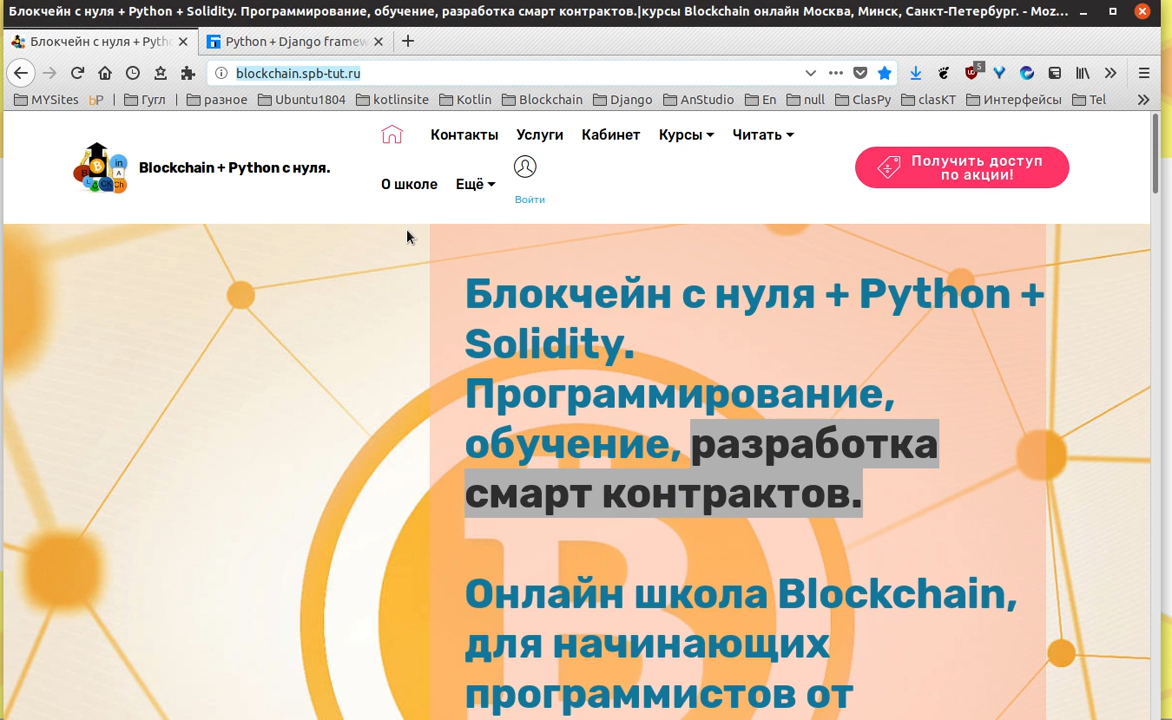 Блокчейн с нуля + Python + Solidity. Программирование, обучение, разработка смарт контрактов.|курсы Blockchain онлайн Москва, Минск, Санкт-Петербург. - Moz...
Блокчейн с нуля + Pytho
Python + Django framew
blockchain.spb-tut.ru
5
MYSites
bP
Гугл
разное
Ubuntu1804
kotlinsite
Kotlin
Blockchain
Django
AnStudio
En
null
ClasPy
clasKT
Интерфейсы
Tel
Blockchain + Python с нуля.
Контакты Услуги Кабинет Курсы Читать
О школе Ещё
Войти
Получить доступ
по акции!
Блокчейн с нуля + Python +
Solidity.
Программирование,
обучение, разработка
смарт контрактов.
Онлайн школа Blockchain,
для начинающих
программистов от